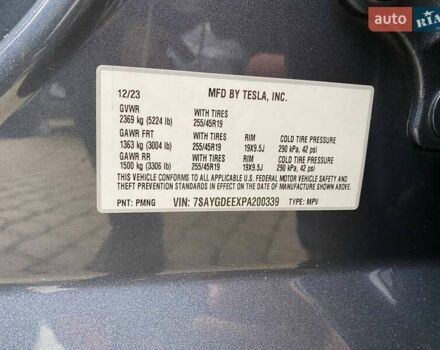 auto RIA
12/23 MFD BY TESLA, INC.
GVWR WITH TIRES
2369 kg (5224 lb) 255/45R19
GAWR FRT WITH TIRES RIM COLD TIRE PRESSURE
1363 kg (3004 lb) 255/45R19 19X9.5J 290 kPa, 42 psi
GAWR RR WITH TIRES RIM COLD TIRE PRESSURE
1500 kg (3306 lb) 255/45R19 19X9.5J 290 kPa, 42 psi
THIS VEHICLE CONFORMS TO ALL APPLICABLE U.S. FEDERAL MOTOR VEHICLE
SAFETY AND THEFT PREVENTION STANDARDS IN
EFFECT ON THE DATE OF MANUFACTURE SHOWN ABOVE.
PNT: PMNG VIN: 7SAYGDEEXPA200339 TYPE: MPV